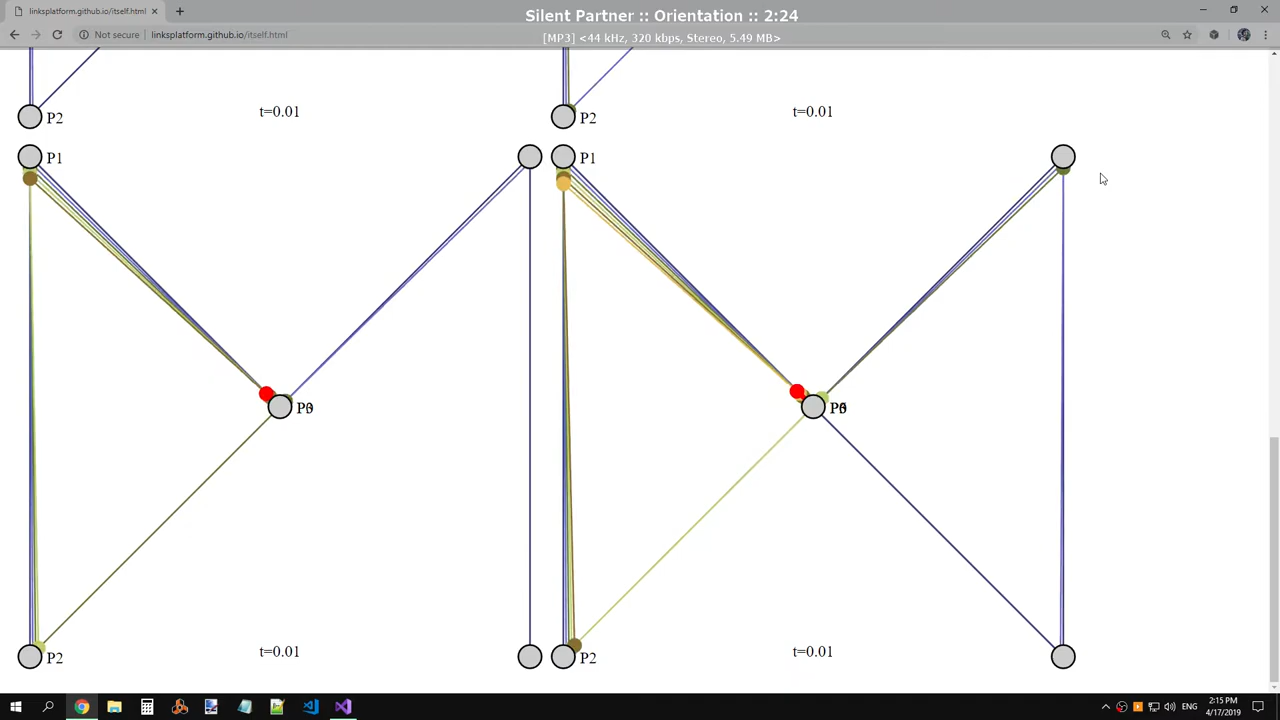 linksplatform.github.io/itself.html
Silent Partner :: Orientation :: 2:24
Not secure
linksplatform.github.io/itself.html
[MP3] <44 kHz, 320 kbps, Stereo, 5.49 MB>
P2
t=0.01
P2
t=0.01
P1
P1
P2
t=0.01
P2
t=0.01
ENG
2:15 PM
4/17/2019